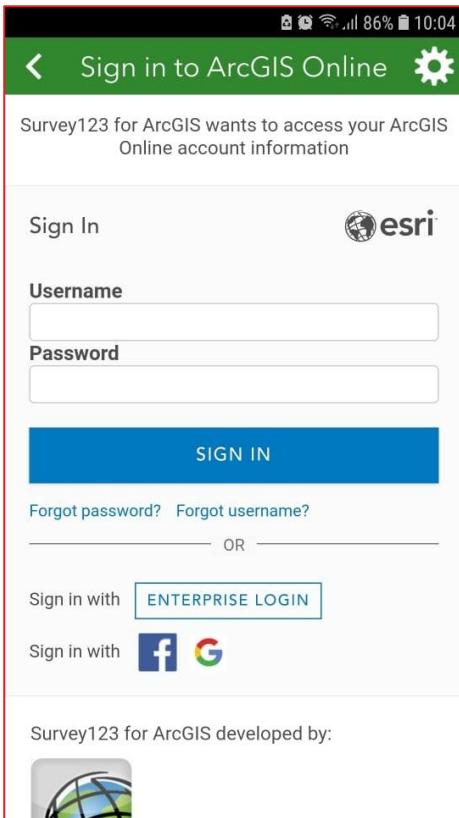 86% 10:04
Sign in to ArcGIS Online
Survey123 for ArcGIS wants to access your ArcGIS
Online account information
Sign In
esri
Username
Password
SIGN IN
Forgot password? Forgot username?
OR
Sign in with ENTERPRISE LOGIN
Sign in with f G
Survey123 for ArcGIS developed by: